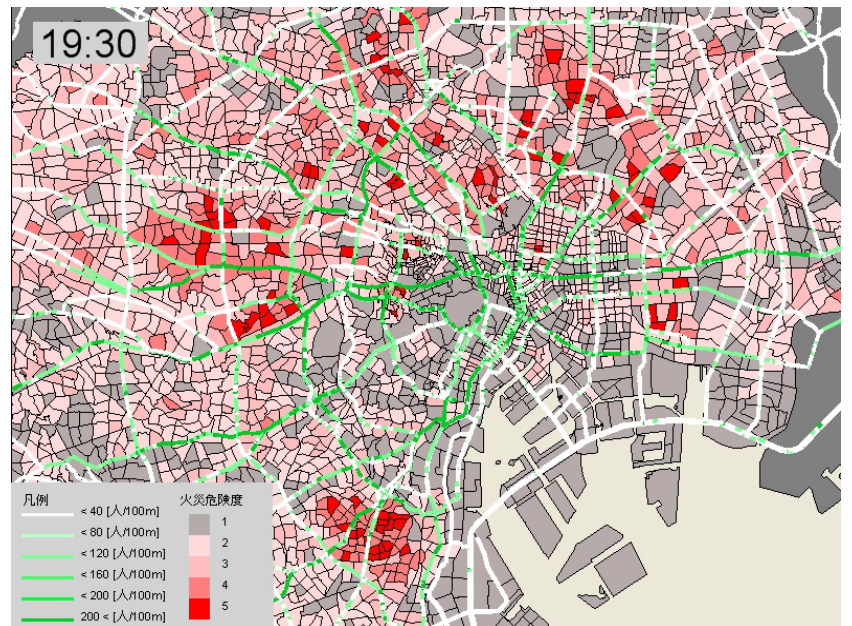 19:30
凡例
< 40 [人/100m]
< 80 [人/100m]
< 120 [人/100m]
< 160 [人/100m]
< 200 [人/100m]
200 < [人/100m]
火災危険度
1
2
3
4
5